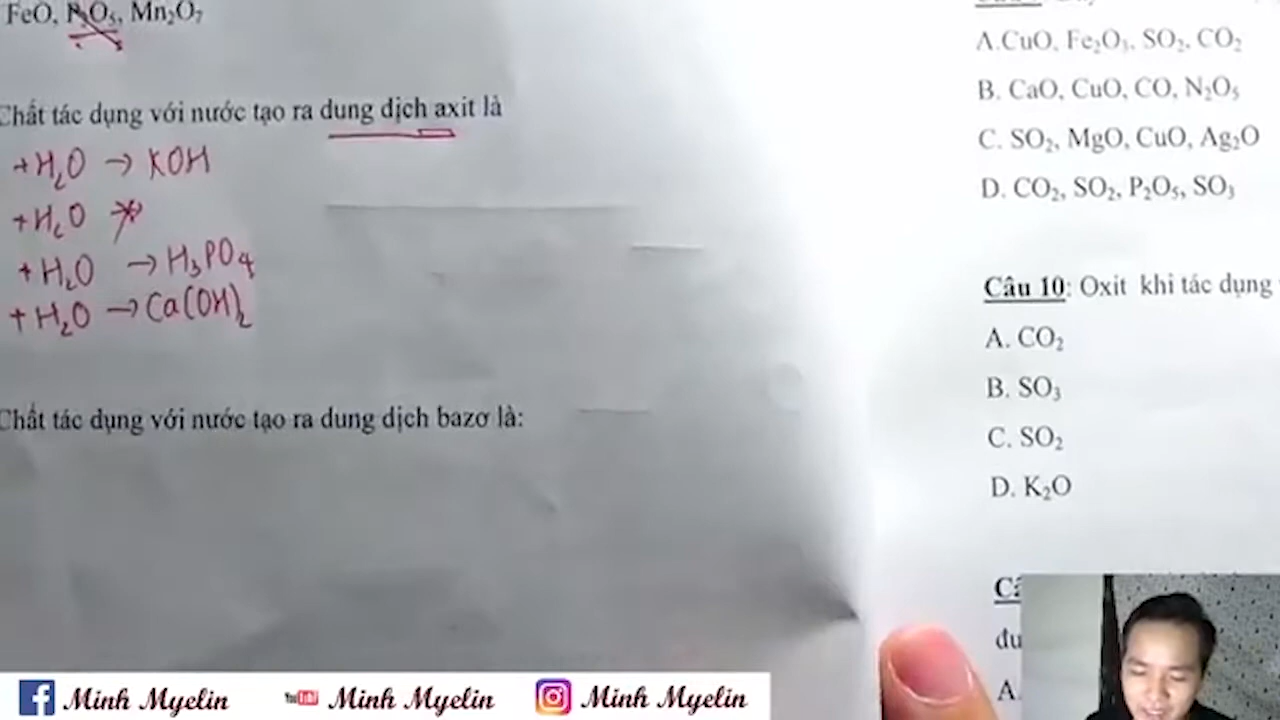 FeO, P₂O₅, Mn₂O₇
Chất tác dụng với nước tạo ra dung dịch axit là
+H₂O → KOH
+H₂O
+H₂O → H₃PO₄
+H₂O → Ca(OH)₂
Chất tác dụng với nước tạo ra dung dịch bazơ là:
A.CuO, Fe₂O₃, SO₂, CO₂
B. CaO, CuO, CO, N₂O₅
C. SO₂, MgO, CuO, Ag₂O
D. CO₂, SO₂, P₂O₅, SO₃
Câu 10: Oxit khi tác dụng
A. CO₂
B. SO₃
C. SO₂
D. K₂O
A.
Minh Myelin
YouTube Minh Myelin
Minh Myelin